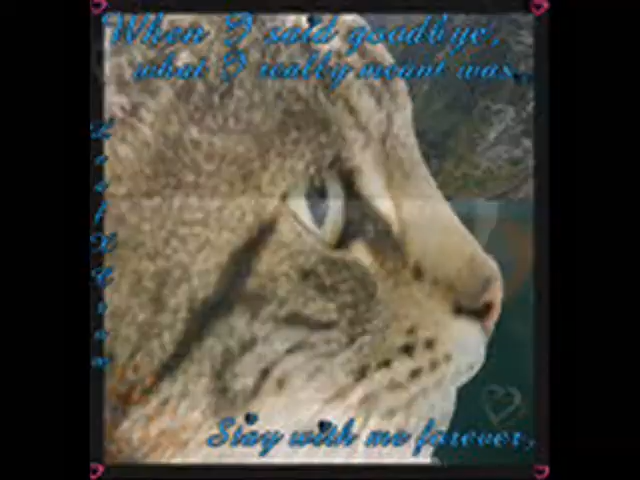 When I said goodbye,
what I really meant was...
Stay with me forever,